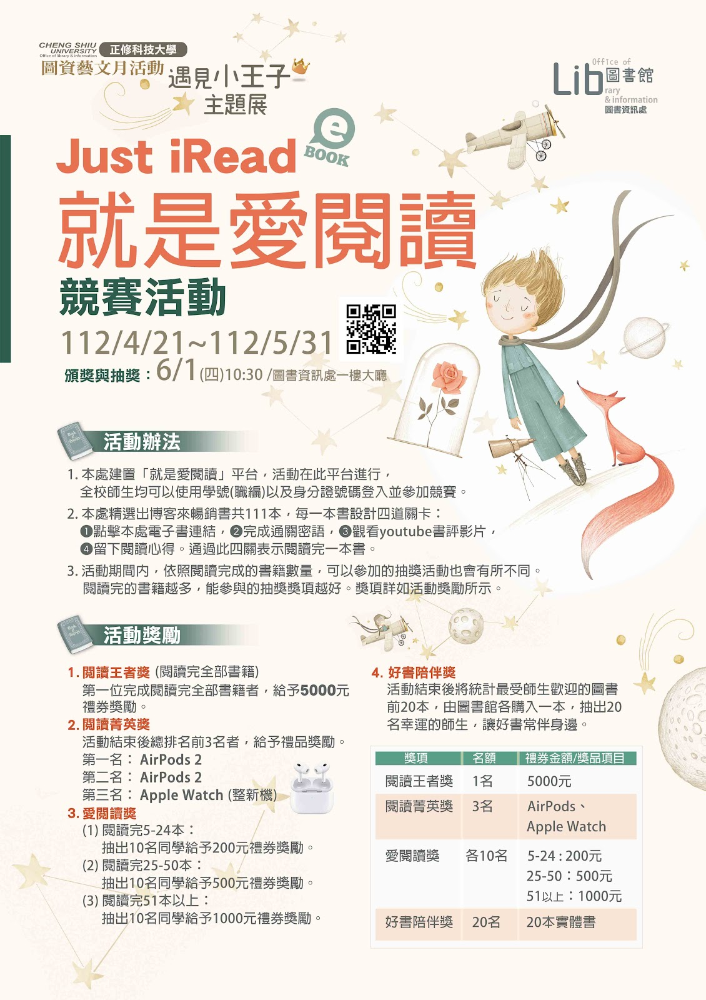 CHENG SHIU
UNIVERSITY
Office of library & information
正修科技大學
圖資藝文月活動
遇見小王子
主題展
Office of
Lib圖書館
rary
& information
圖書資訊處
Just iRead
e
BOOK
就是愛閱讀
競賽活動
112/4/21~112/5/31
頒獎與抽獎：6/1(四)10:30 /圖書資訊處一樓大廳
活動辦法
1. 本處建置「就是愛閱讀」平台，活動在此平台進行，
全校師生均可以使用學號(職編)以及身分證號碼登入並參加競賽。
2. 本處精選出博客來暢銷書共111本，每一本書設計四道關卡：
❶點擊本處電子書連結，❷完成通關密語，❸觀看youtube書評影片，
❹留下閱讀心得。通過此四關表示閱讀完一本書。
3. 活動期間內，依照閱讀完成的書籍數量，可以參加的抽獎活動也會有所不同。
閱讀完的書籍越多，能參與的抽獎獎項越好。獎項詳如活動獎勵所示。
活動獎勵
1. 閱讀王者獎 (閱讀完全部書籍)
第一位完成閱讀完全部書籍者，給予5000元
禮券獎勵。
2. 閱讀菁英獎
活動結束後總排名前3名者，給予禮品獎勵。
第一名： AirPods 2
第二名： AirPods 2
第三名： Apple Watch (整新機)
3. 愛閱讀獎
(1) 閱讀完5-24本：
抽出10名同學給予200元禮券獎勵。
(2) 閱讀完25-50本：
抽出10名同學給予500元禮券獎勵。
(3) 閱讀完51本以上：
抽出10名同學給予1000元禮券獎勵。
4. 好書陪伴獎
活動結束後將統計最受師生歡迎的圖書
前20本，由圖書館各購入一本，抽出20
名幸運的師生，讓好書常伴身邊。
獎項 名額 禮券金額/獎品項目
閱讀王者獎 1名 5000元
閱讀菁英獎 3名 AirPods、
Apple Watch
愛閱讀獎 各10名 5-24 : 200元
25-50：500元
51以上：1000元
好書陪伴獎 20名 20本實體書